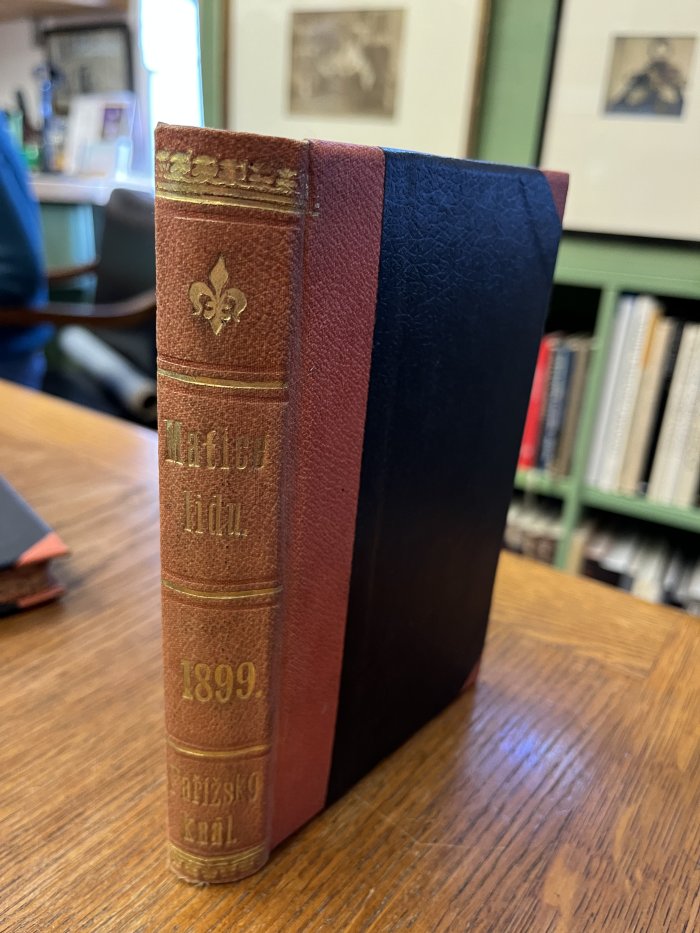 Matice
lidu.
1899.
Pařížský
Král.